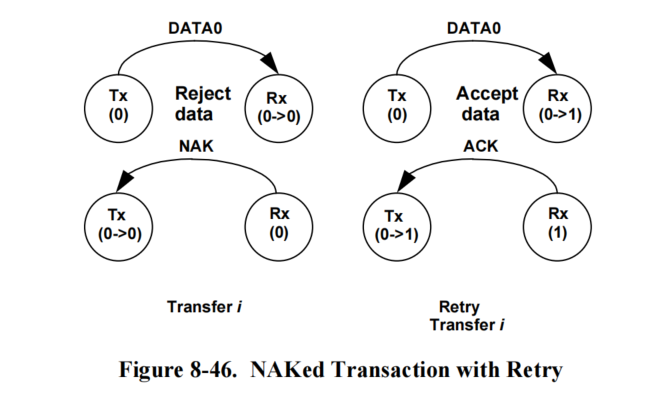 DATA0
Tx
(0)
Reject
data
Rx
(0->0)
NAK
Tx
(0->0)
Rx
(0)
Transfer i
DATA0
Tx
(0)
Accept
data
Rx
(0->1)
ACK
Tx
(0->1)
Rx
(1)
Retry
Transfer i
Figure 8-46. NAKed Transaction with Retry